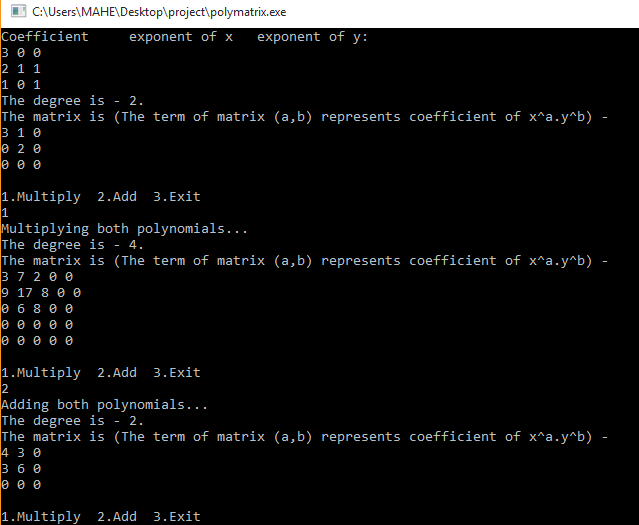 C:\Users\MAHE\Desktop\project\polymatrix.exe
Coefficient     exponent of x   exponent of y:
3 0 0
2 1 1
1 0 1
The degree is - 2.
The matrix is (The term of matrix (a,b) represents coefficient of x^a.y^b) -
3 1 0
0 2 0
0 0 0
1.Multiply  2.Add  3.Exit
1
Multiplying both polynomials...
The degree is - 4.
The matrix is (The term of matrix (a,b) represents coefficient of x^a.y^b) -
3 7 2 0 0
9 17 8 0 0
0 6 8 0 0
0 0 0 0 0
0 0 0 0 0
1.Multiply  2.Add  3.Exit
2
Adding both polynomials...
The degree is - 2.
The matrix is (The term of matrix (a,b) represents coefficient of x^a.y^b) -
4 3 0
3 6 0
0 0 0
1.Multiply  2.Add  3.Exit